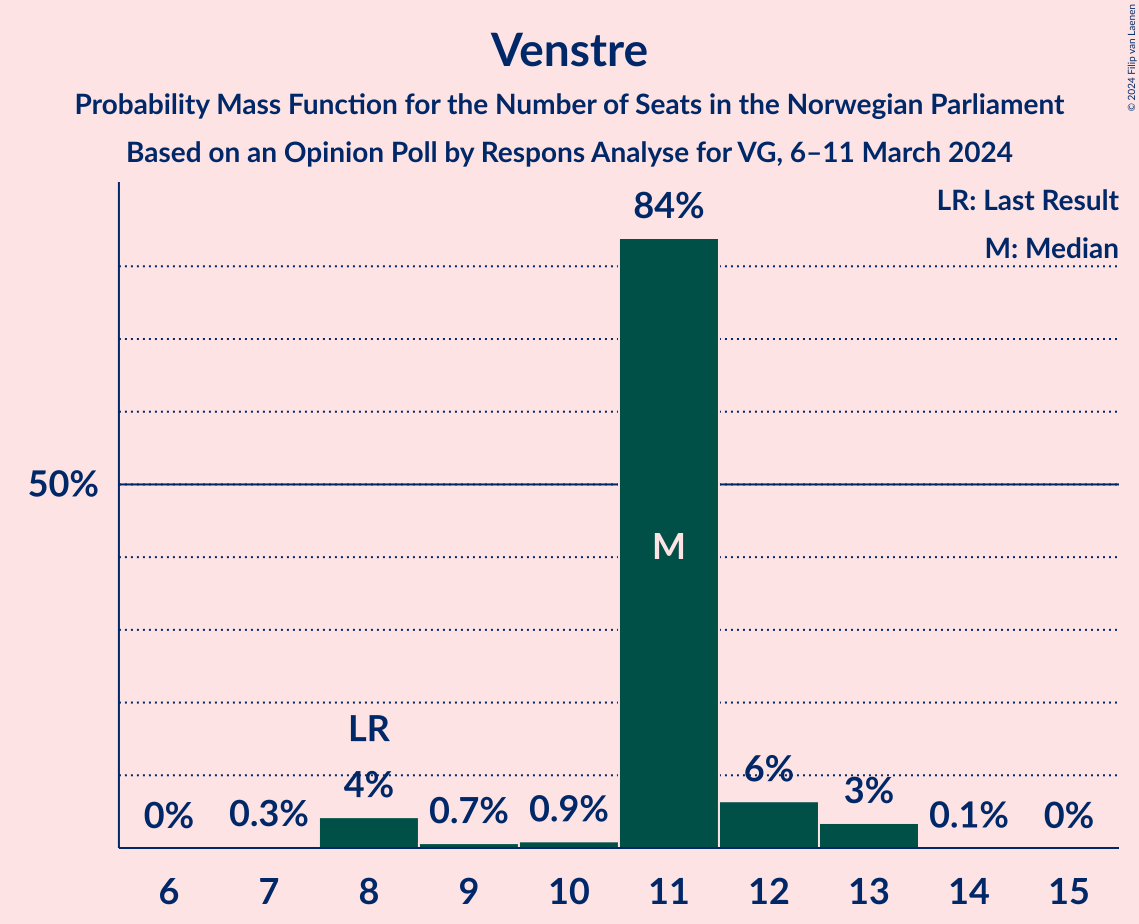 Venstre
Probability Mass Function for the Number of Seats in the Norwegian Parliament
Based on an Opinion Poll by Respons Analyse for VG, 6–11 March 2024
© 2024 Filip van Laenen
LR: Last Result
M: Median
84%
50%
M
LR
4%
6%
3%
0%
0.3%
0.7%
0.9%
0.1%
0%
6 7 8 9 10 11 12 13 14 15